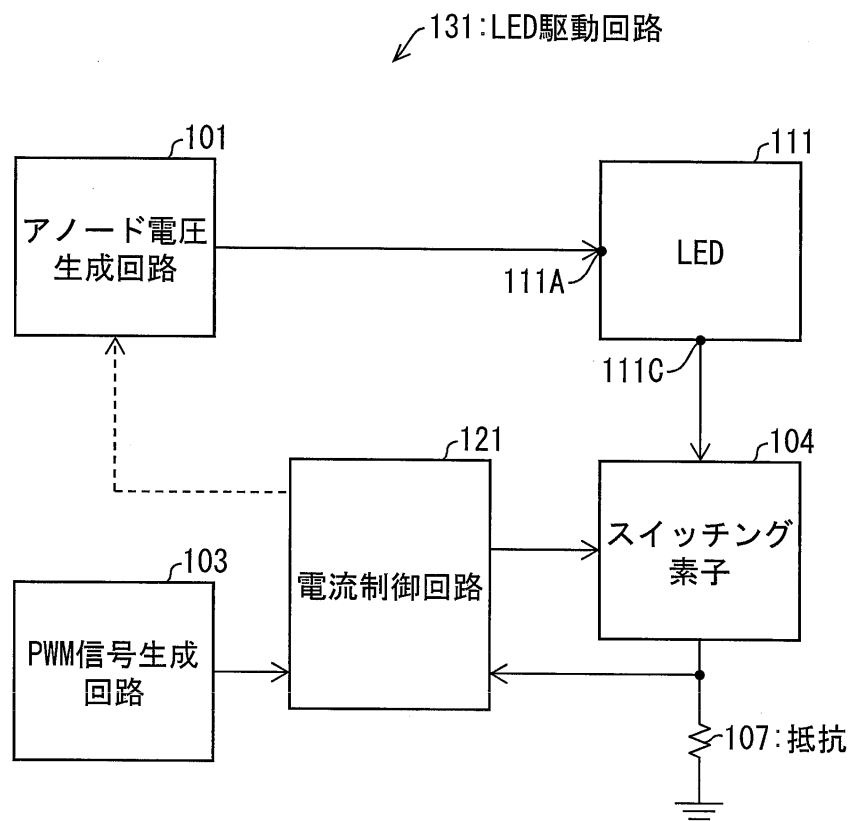 131:LED駆動回路
101
アノード電圧
生成回路
111
LED
111A
111C
121
電流制御回路
104
スイッチング
素子
103
PWM信号生成
回路
107:抵抗